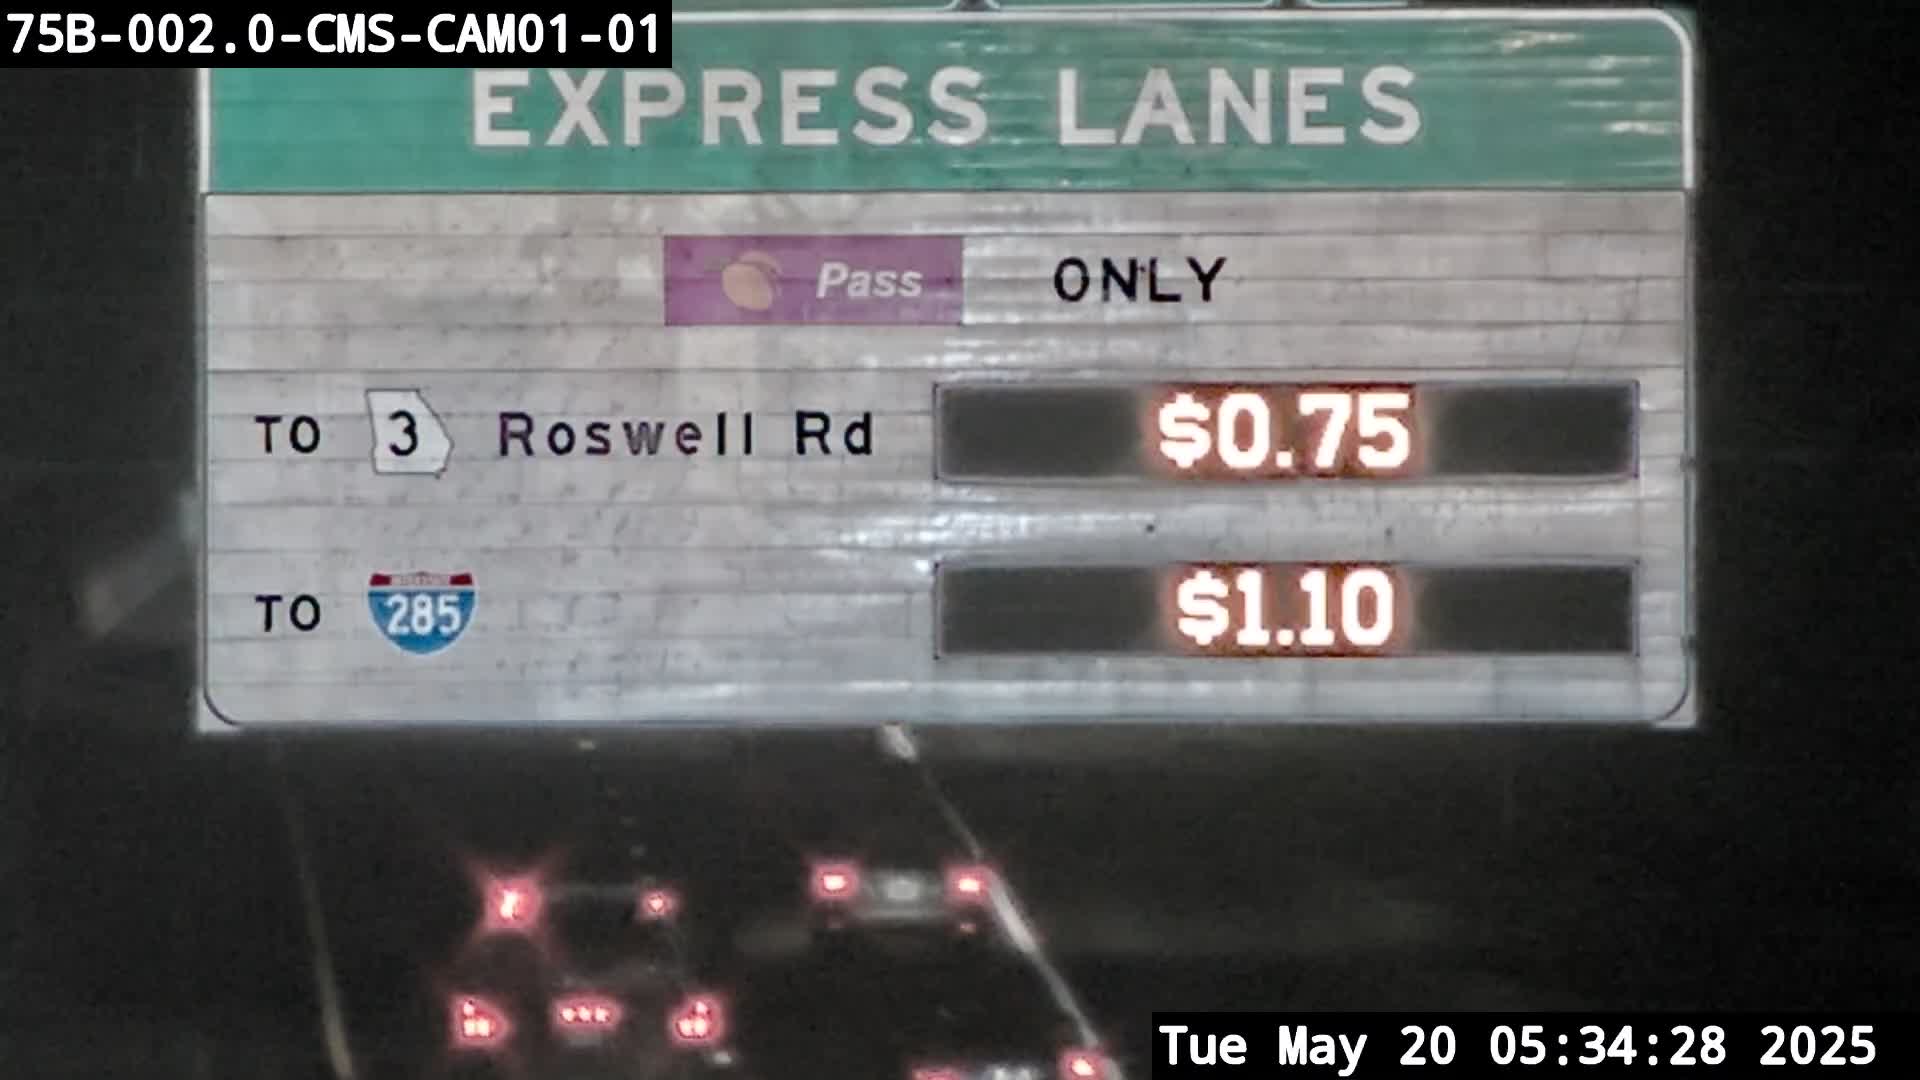 75B-002.0-CMS-CAM01-01
EXPRESS LANES
Pass ONLY
TO 3 Roswell Rd $0.75
TO 285 $1.10
Tue May 20 05:34:28 2025